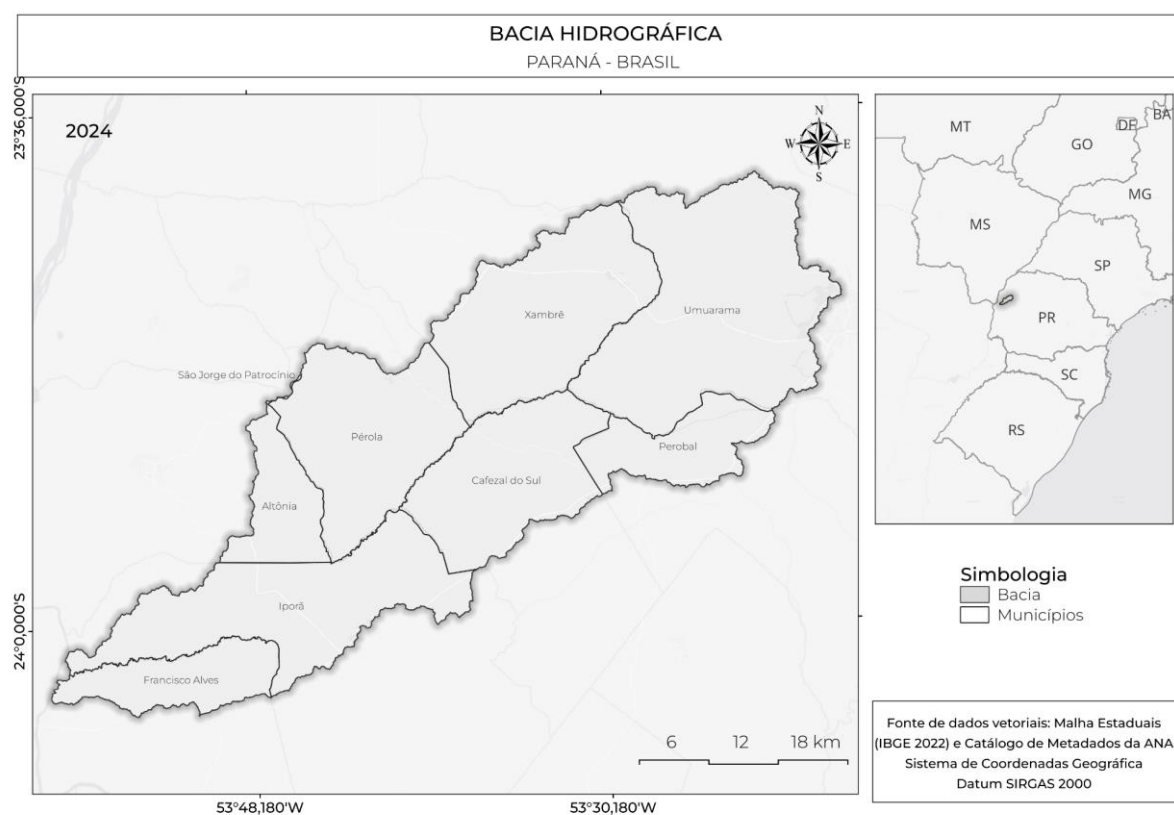 BACIA HIDROGRÁFICA
PARANÁ - BRASIL
23°36,000'S
2024
N
W
E
S
Xambrê
Umuarama
São Jorge do Patrocínio
Pérola
Perobal
Cafezal do Sul
Altônia
Iporã
24°0,000'S
Francisco Alves
6 12 18 km
53°48,180'W
53°30,180'W
MT
GO
DF
BA
MG
MS
SP
PR
SC
RS
Simbologia
Bacia
Municípios
Fonte de dados vetoriais: Malha Estaduais
(IBGE 2022) e Catálogo de Metadados da ANA
Sistema de Coordenadas Geográfica
Datum SIRGAS 2000